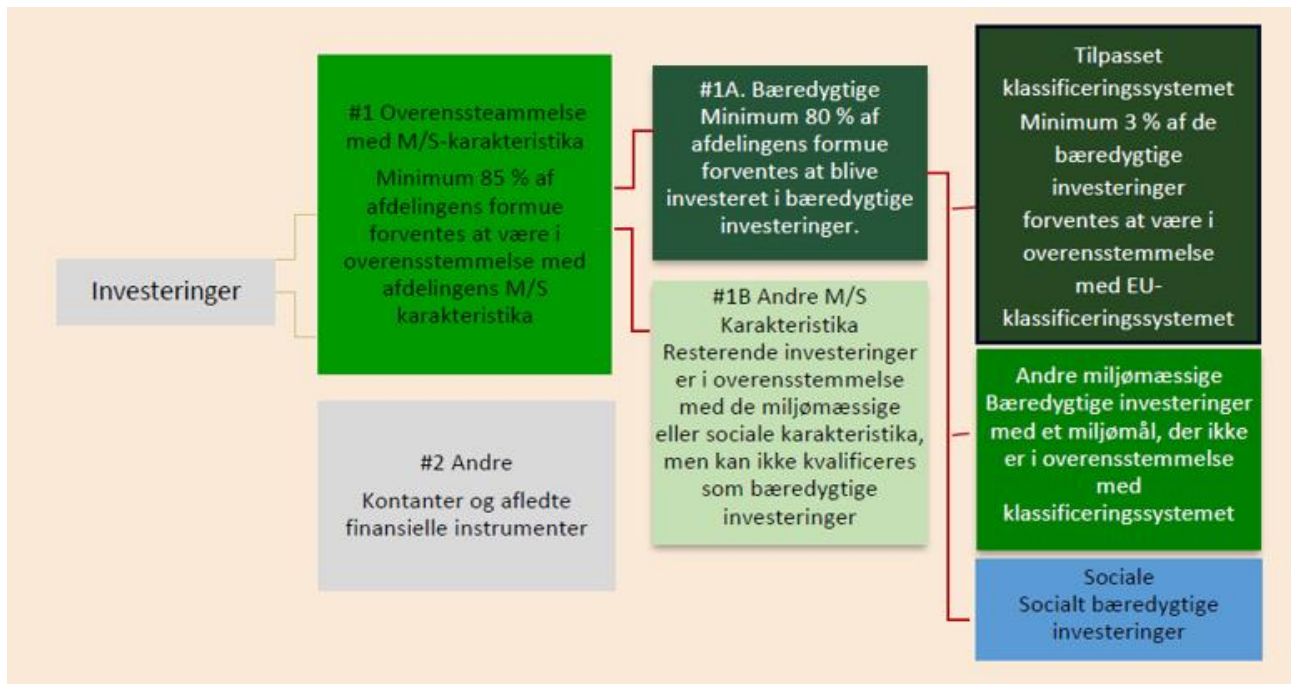 Investeringer
#1 Overenssteammelse
med M/S-karakteristika
Minimum 85 % af
afdelingens formue
forventes at være i
overensstemmelse med
afdelingens M/S
karakteristika
#2 Andre
Kontanter og afledte
finansielle instrumenter
#1A. Bæredygtige
Minimum 80 % af
afdelingens formue
forventes at blive
investeret i bæredygtige
investeringer.
#1B Andre M/S
Karakteristika
Resterende investeringer
er i overensstemmelse
med de miljømæssige
eller sociale karakteristika,
men kan ikke kvalificeres
som bæredygtige
investeringer
Tilpasset
klassificeringssystemet
Minimum 3 % af de
bæredygtige
investeringer
forventes at være i
overensstemmelse
med EU-
klassificeringssystemet
Andre miljømæssige
Bæredygtige investeringer
med et miljømål, der ikke
er i overensstemmelse
med
klassificeringssystemet
Sociale
Socialt bæredygtige
investeringer